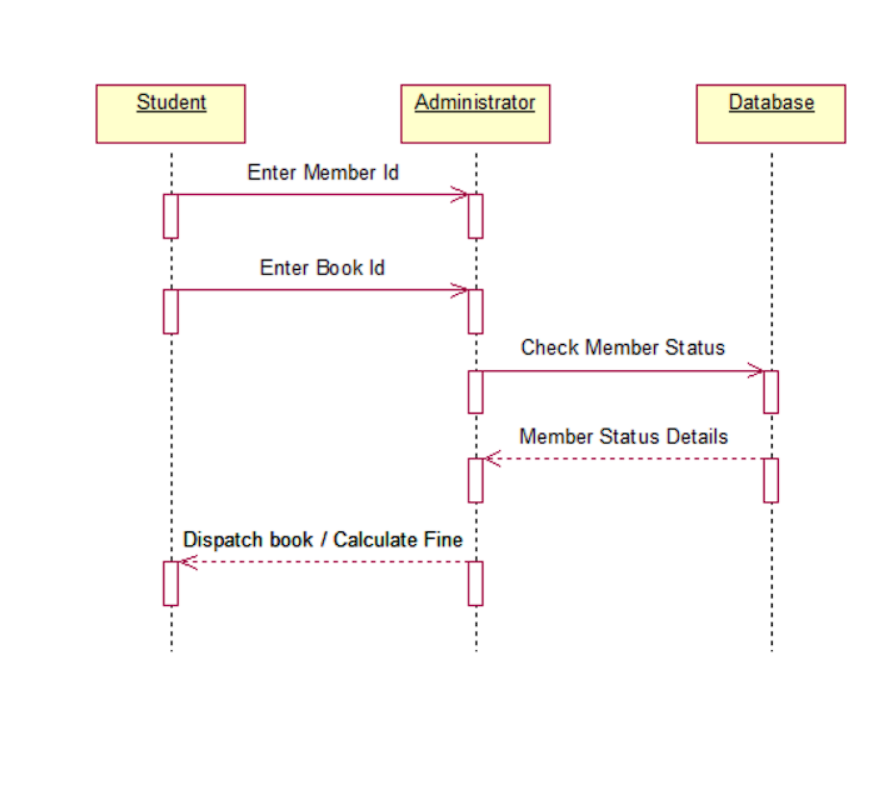 Student
Administrator
Database
Enter Member Id
Enter Book Id
Check Member Status
Member Status Details
Dispatch book / Calculate Fine